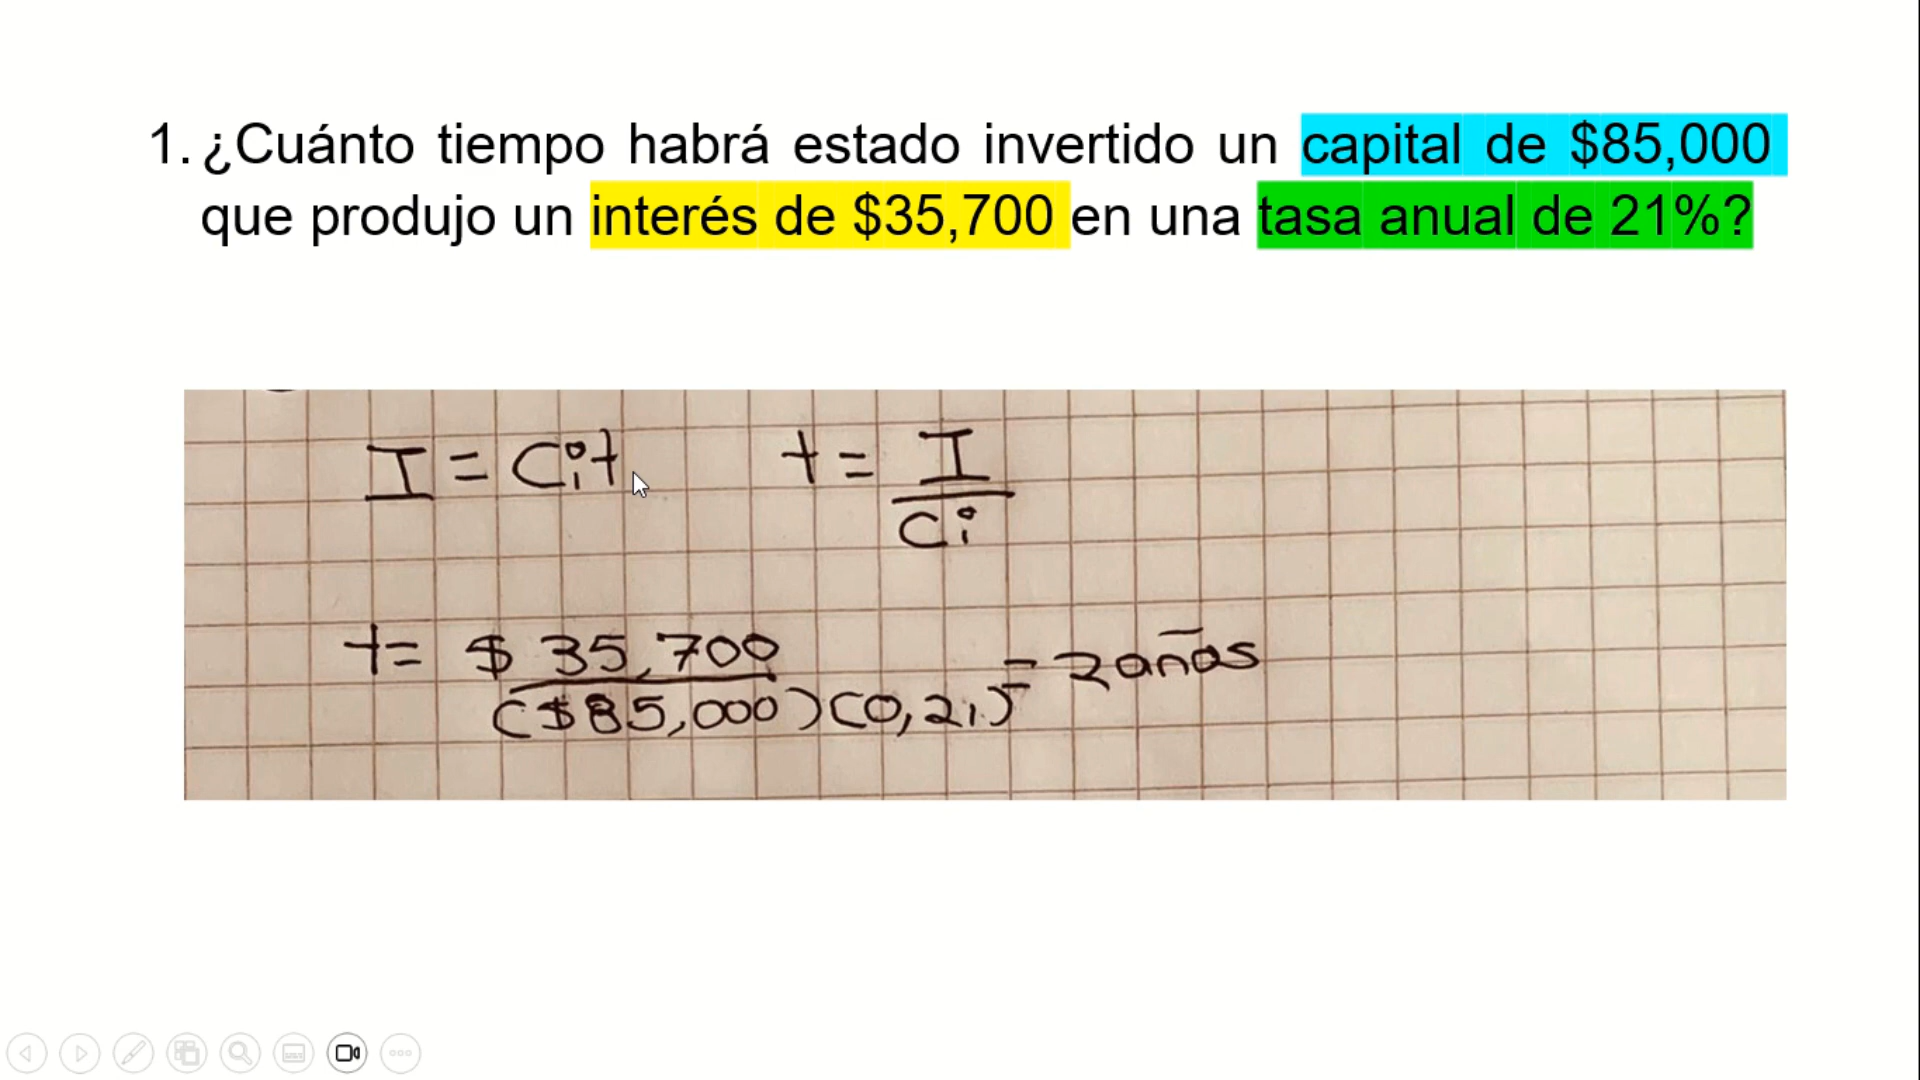 1. ¿Cuánto tiempo habrá estado invertido un capital de $85,000
que produjo un interés de $35,700 en una tasa anual de 21%?
I = Cit t = I
Ci
t = $ 35,700
($85,000)(0,21) = 2 años